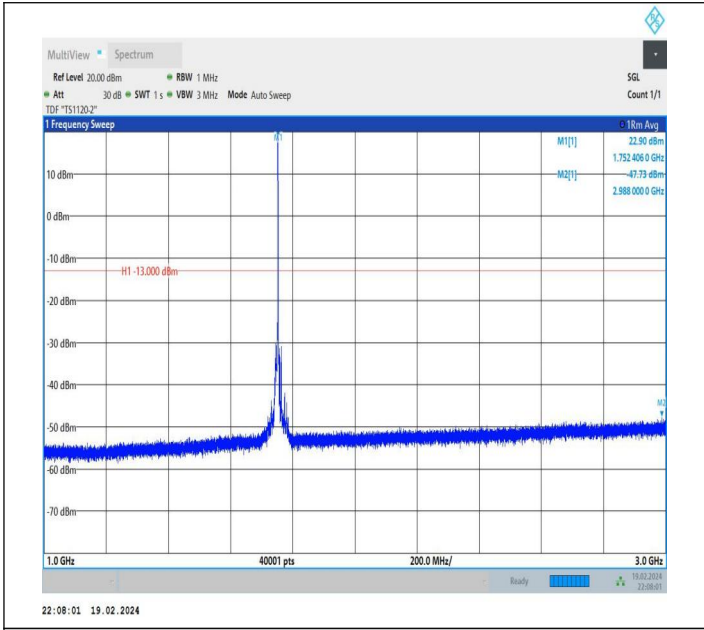 R S
MultiView Spectrum
Ref Level 20.00 dBm RBW 1 MHz SGL
Att 30 dB SWT 1 s VBW 3 MHz Mode Auto Sweep Count 1/1
TDF "TS1120-2"
1 Frequency Sweep 1Rm Avg
M1 M1[1] 22.90 dBm
1.752 406 0 GHz
10 dBm M2[1] -47.73 dBm
2.988 000 0 GHz
0 dBm
-10 dBm
H1 -13.000 dBm
-20 dBm
-30 dBm
-40 dBm
M2
-50 dBm
-60 dBm
-70 dBm
1.0 GHz 40001 pts 200.0 MHz/ 3.0 GHz
Ready 19.02.2024
22:08:01
22:08:01 19.02.2024